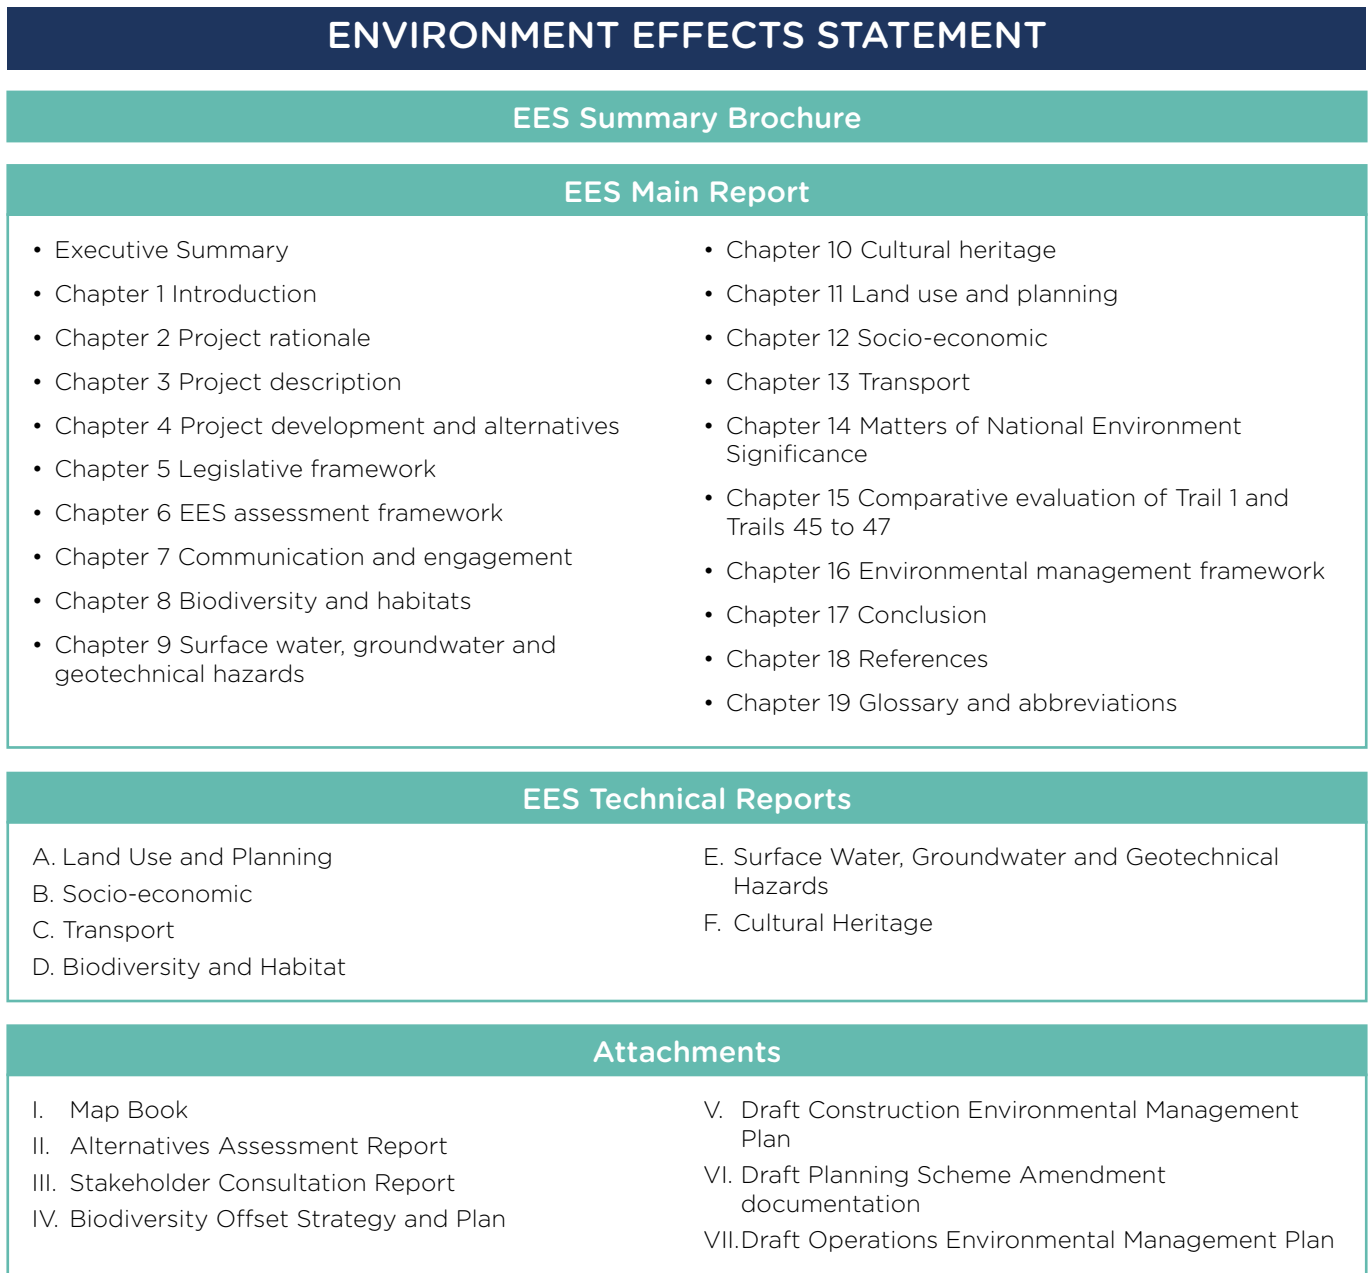 ENVIRONMENT EFFECTS STATEMENT
EES Summary Brochure
EES Main Report
• Executive Summary
• Chapter 1 Introduction
• Chapter 2 Project rationale
• Chapter 3 Project description
• Chapter 4 Project development and alternatives
• Chapter 5 Legislative framework
• Chapter 6 EES assessment framework
• Chapter 7 Communication and engagement
• Chapter 8 Biodiversity and habitats
• Chapter 9 Surface water, groundwater and
geotechnical hazards
• Chapter 10 Cultural heritage
• Chapter 11 Land use and planning
• Chapter 12 Socio-economic
• Chapter 13 Transport
• Chapter 14 Matters of National Environment
Significance
• Chapter 15 Comparative evaluation of Trail 1 and
Trails 45 to 47
• Chapter 16 Environmental management framework
• Chapter 17 Conclusion
• Chapter 18 References
• Chapter 19 Glossary and abbreviations
EES Technical Reports
A. Land Use and Planning
B. Socio-economic
C. Transport
D. Biodiversity and Habitat
E. Surface Water, Groundwater and Geotechnical
Hazards
F. Cultural Heritage
Attachments
I. Map Book
II. Alternatives Assessment Report
III. Stakeholder Consultation Report
IV. Biodiversity Offset Strategy and Plan
V. Draft Construction Environmental Management
Plan
VI. Draft Planning Scheme Amendment
documentation
VII.Draft Operations Environmental Management Plan